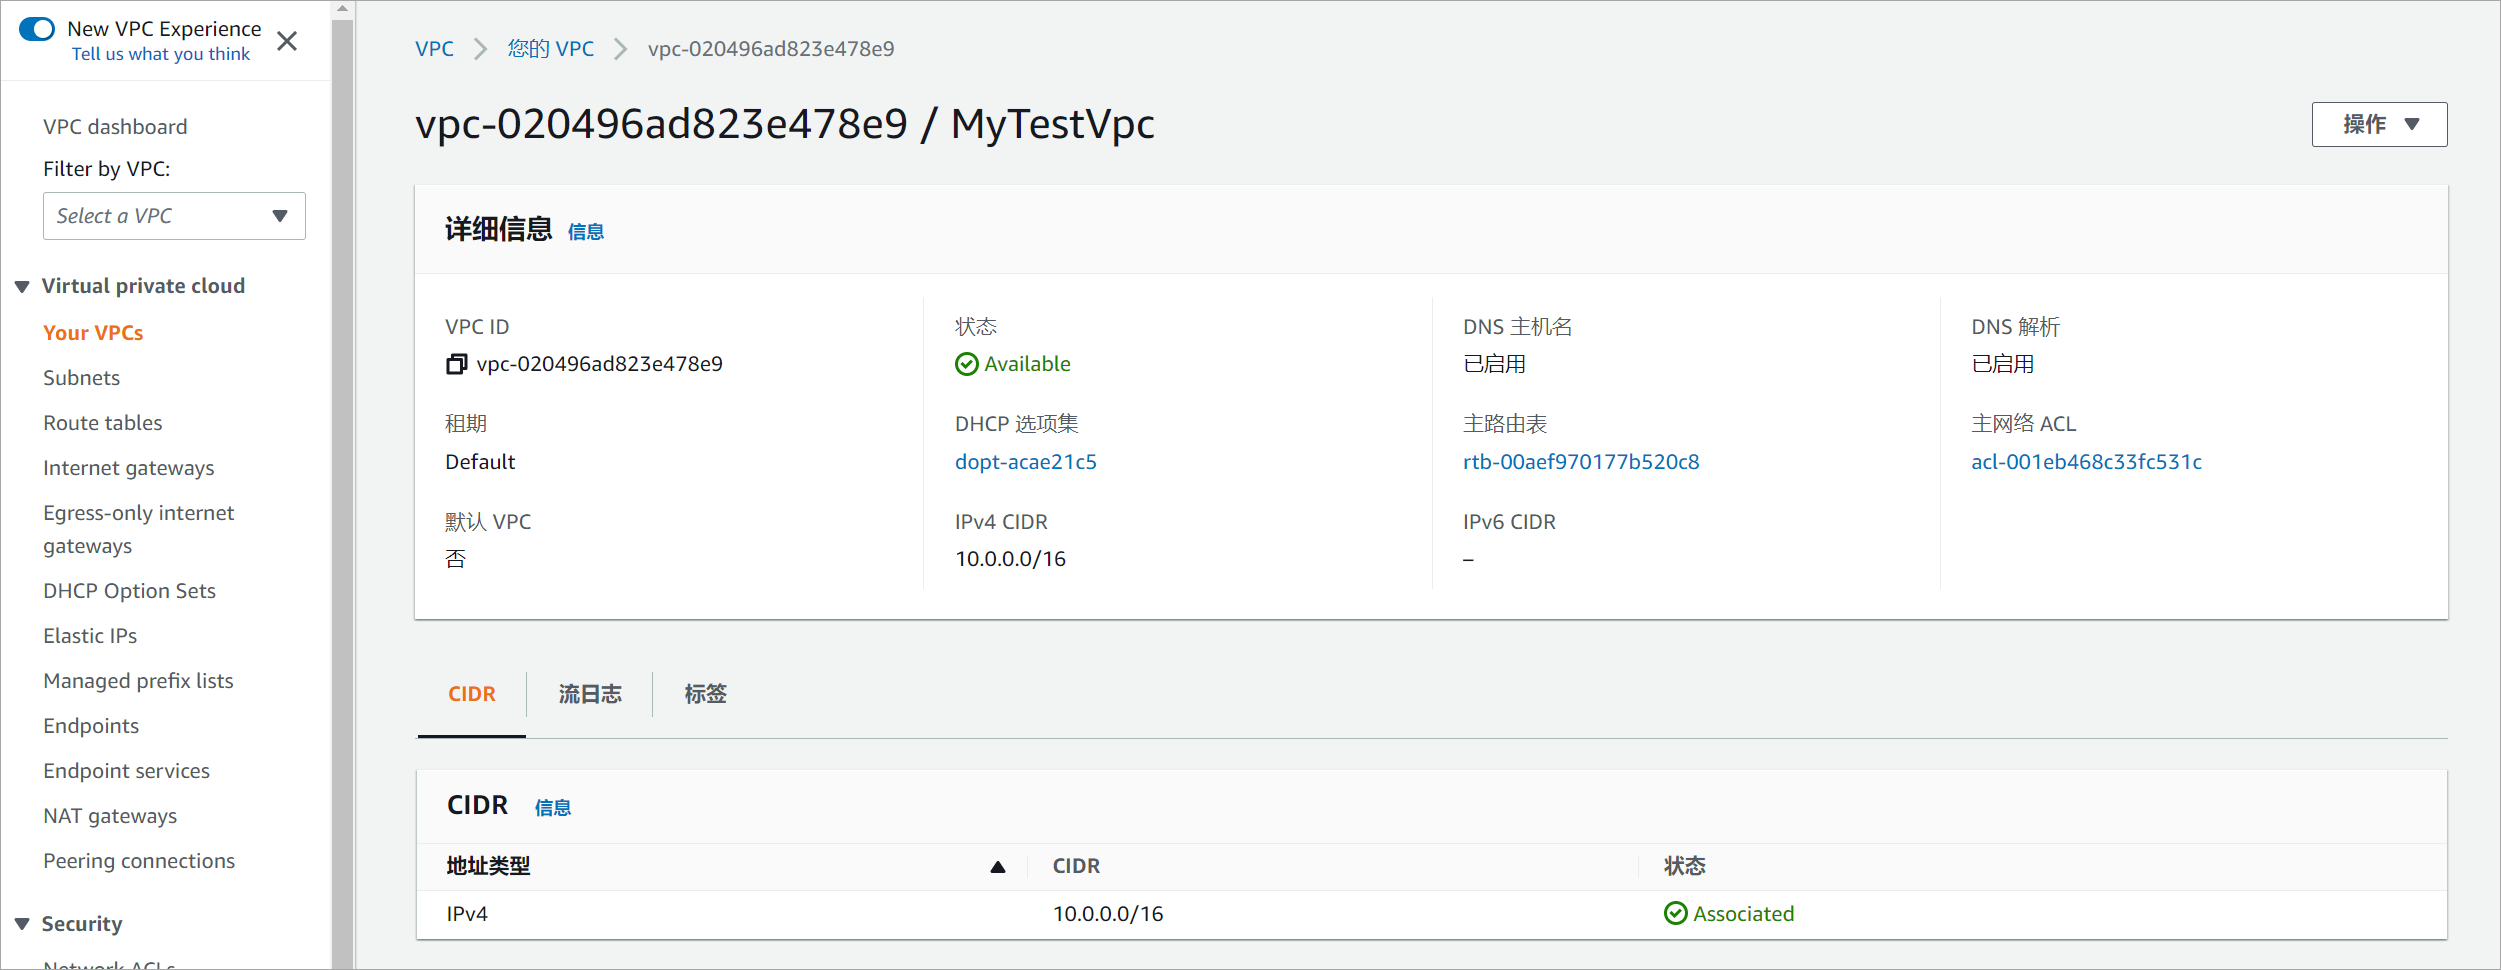 New VPC Experience
Tell us what you think
VPC dashboard
Filter by VPC:
Select a VPC
Virtual private cloud
Your VPCs
Subnets
Route tables
Internet gateways
Egress-only internet
gateways
DHCP Option Sets
Elastic IPs
Managed prefix lists
Endpoints
Endpoint services
NAT gateways
Peering connections
Security
Network ACLs
VPC 您的 VPC vpc-020496ad823e478e9
vpc-020496ad823e478e9 / MyTestVpc
操作
详细信息 信息
VPC ID
vpc-020496ad823e478e9
状态
Available
DNS 主机名
已启用
DNS 解析
已启用
租期
Default
DHCP 选项集
dopt-acae21c5
主路由表
rtb-00aef970177b520c8
主网络 ACL
acl-001eb468c33fc531c
默认 VPC
否
IPv4 CIDR
10.0.0.0/16
IPv6 CIDR
–
CIDR 流日志 标签
CIDR 信息
地址类型 CIDR 状态
IPv4 10.0.0.0/16 Associated